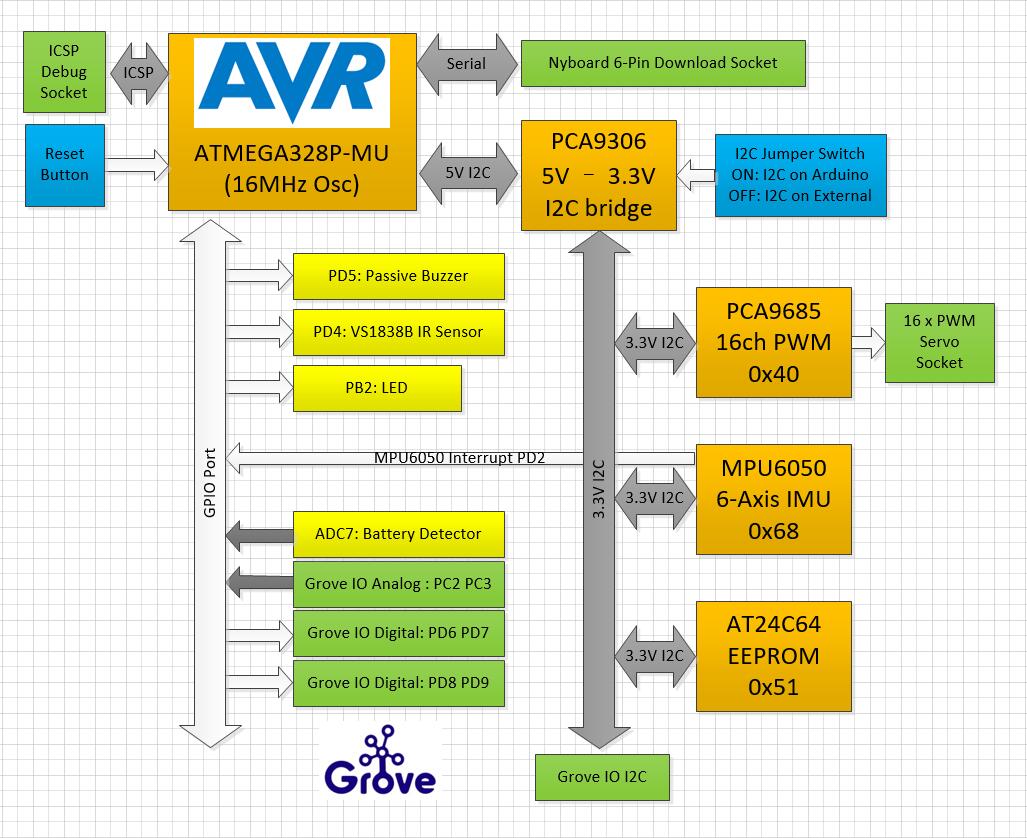 ICSP
Debug
Socket
ICSP
AVR
ATMEGA328P-MU
(16MHz Osc)
Serial
Nyboard 6-Pin Download Socket
Reset
Button
5V I2C
PCA9306
5V – 3.3V
I2C bridge
I2C Jumper Switch
ON: I2C on Arduino
OFF: I2C on External
PD5: Passive Buzzer
PD4: VS1838B IR Sensor
PB2: LED
3.3V I2C
PCA9685
16ch PWM
0x40
16 x PWM
Servo
Socket
GPIO Port
MPU6050 Interrupt PD2
3.3V I2C
3.3V I2C
MPU6050
6-Axis IMU
0x68
ADC7: Battery Detector
Grove IO Analog : PC2 PC3
Grove IO Digital: PD6 PD7
Grove IO Digital: PD8 PD9
3.3V I2C
AT24C64
EEPROM
0x51
Grove
Grove IO I2C